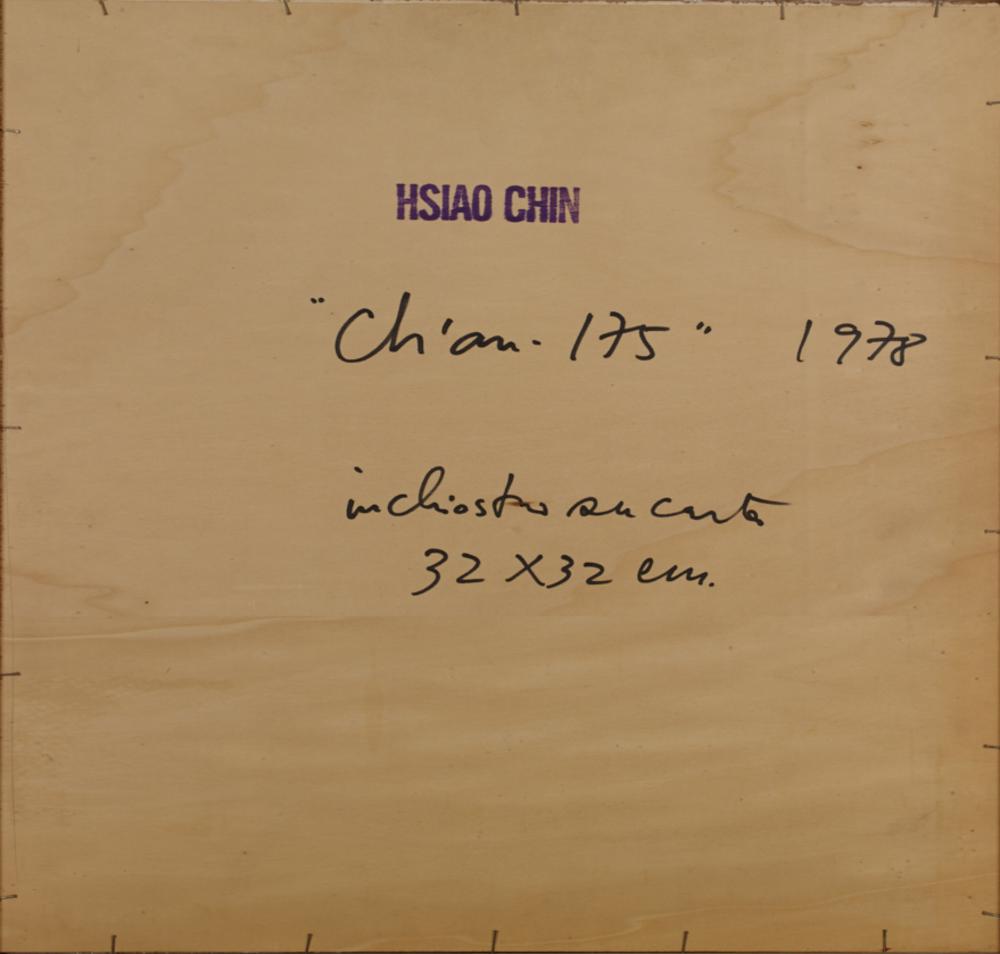 HSIAO CHIN
"Ch'an-175" 1978
inchiostro su carta
32 X 32 cm.